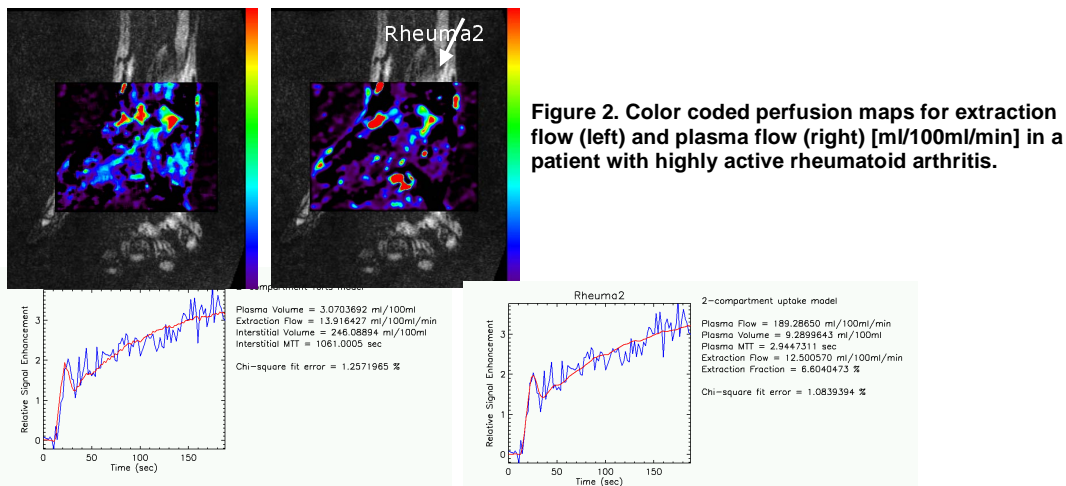 Rheuma2
Figure 2. Color coded perfusion maps for extraction
flow (left) and plasma flow (right) [ml/100ml/min] in a
patient with highly active rheumatoid arthritis.
Plasma Volume = 3.0703692 ml/100ml
Extraction Flow = 13.916427 ml/100ml/min
Interstitial Volume = 246.08894 ml/100ml
Interstitial MTT = 1061.0005 sec
Chi-square fit error = 1.2571965 %
Relative Signal Enhancement
3
2
1
0
0
50
100
150
Time (sec)
Rheuma2
2-compartment uptake model
Plasma Flow = 189.28650 ml/100ml/min
Plasma Volume = 9.2899643 ml/100ml
Plasma MTT = 2.9447311 sec
Extraction Flow = 12.500570 ml/100ml/min
Extraction Fraction = 6.6040473 %
Chi-square fit error = 1.0839394 %
Relative Signal Enhancement
3
2
1
0
0
50
100
150
Time (sec)